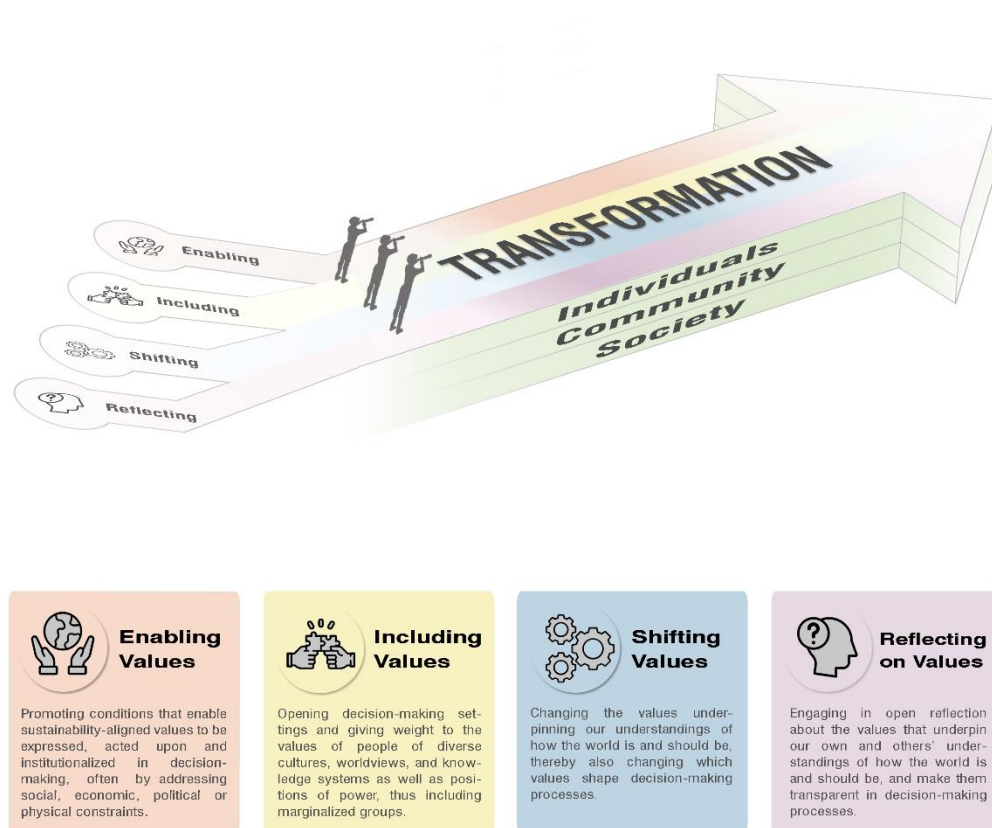 Enabling
Including
Shifting
Reflecting
TRANSFORMATION
Individuals
Community
Society
?
Enabling
Values
Promoting conditions that enable
sustainability-aligned values to be
expressed, acted upon and
institutionalized in decision-
making, often by addressing
social, economic, political or
physical constraints.
Including
Values
Opening decision-making set-
tings and giving weight to the
values of people of diverse
cultures, worldviews, and know-
ledge systems as well as posi-
tions of power, thus including
marginalized groups.
Shifting
Values
Changing the values under-
pinning our understandings of
how the world is and should be,
thereby also changing which
values shape decision-making
processes.
?
Reflecting
on Values
Engaging in open reflection
about the values that underpin
our own and others' under-
standings of how the world is
and should be, and make them
transparent in decision-making
processes.